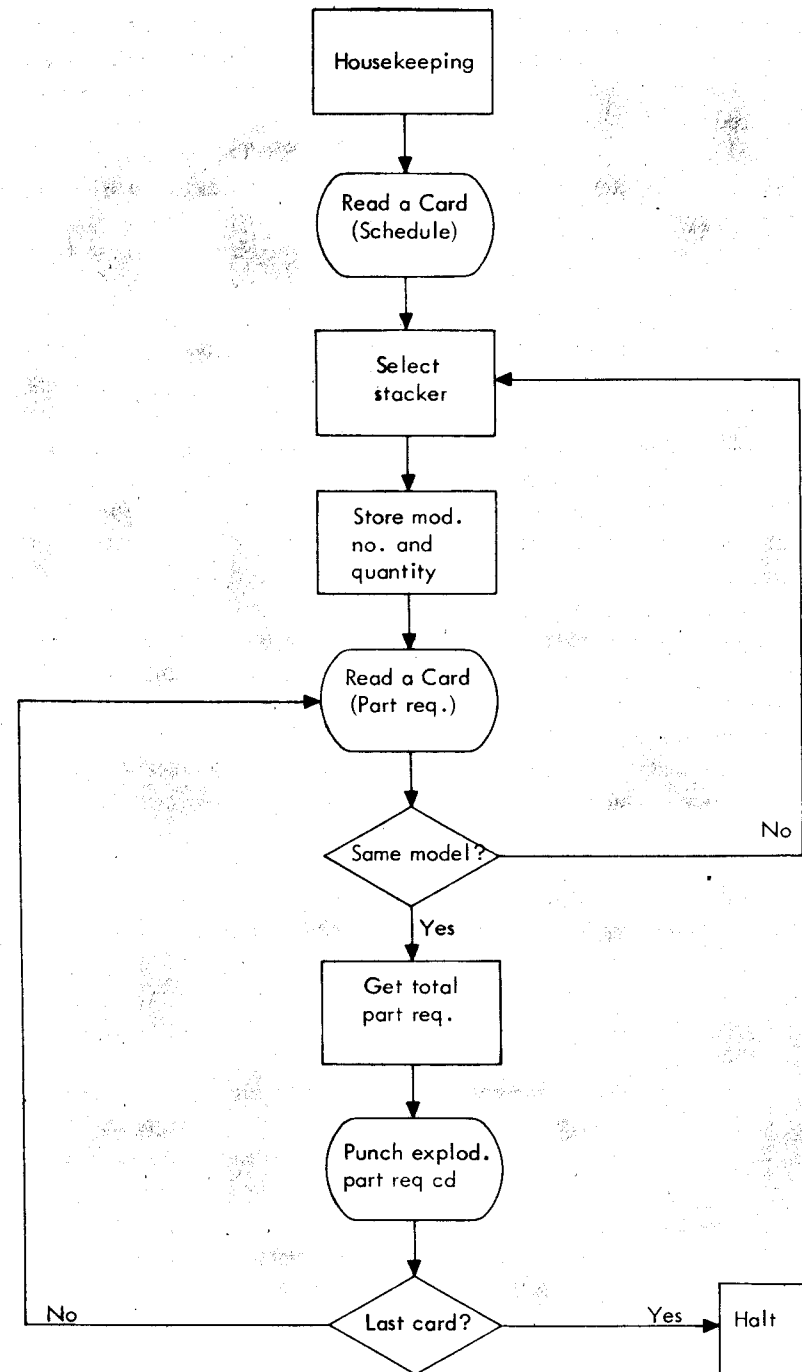 Housekeeping
Read a Card
(Schedule)
Select
stacker
Store mod.
no. and
quantity
Read a Card
(Part req.)
Same model?
No
Yes
Get total
part req.
Punch explod.
part req cd
Last card?
No
Yes
Halt